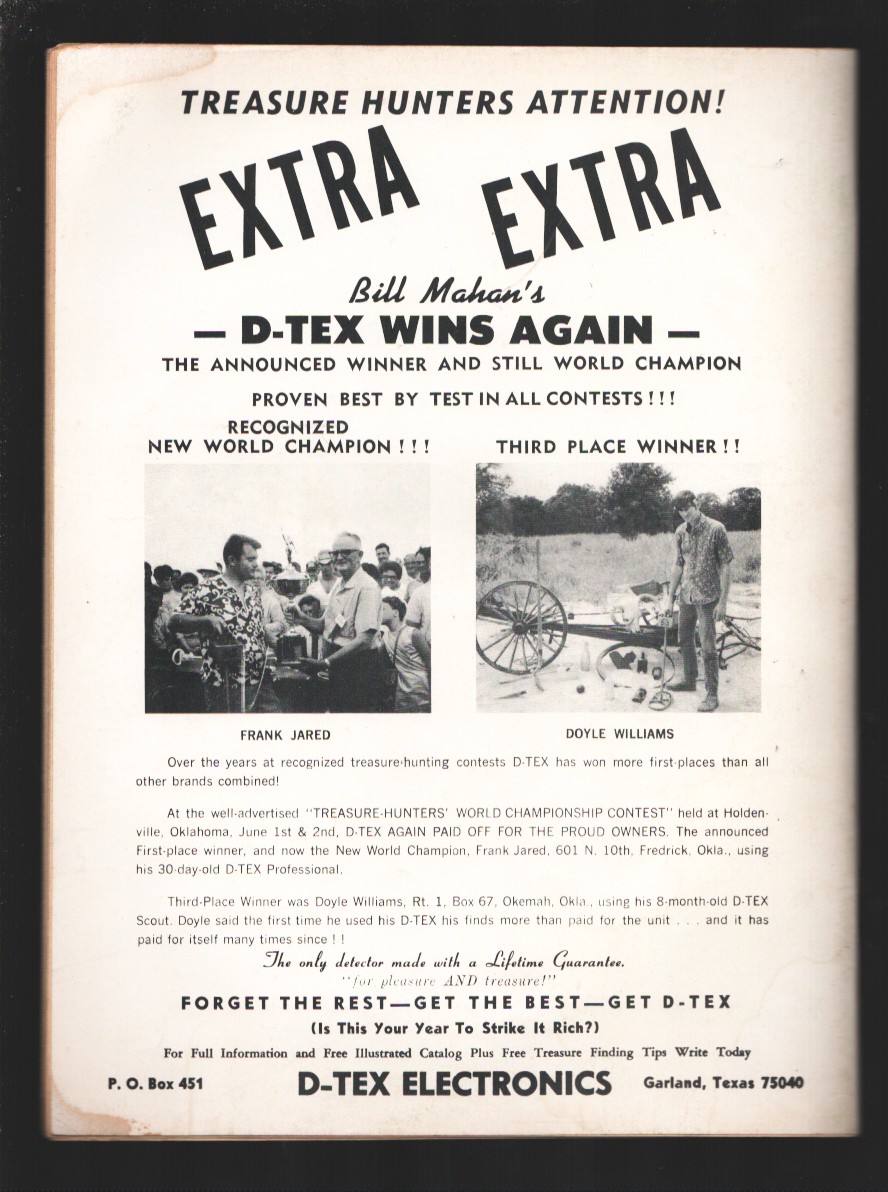 TREASURE HUNTERS ATTENTION!
EXTRA EXTRA
Bill Mahan's
— D-TEX WINS AGAIN —
THE ANNOUNCED WINNER AND STILL WORLD CHAMPION
PROVEN BEST BY TEST IN ALL CONTESTS!!!
RECOGNIZED
NEW WORLD CHAMPION!!!
THIRD PLACE WINNER!!
FRANK JARED
DOYLE WILLIAMS
Over the years at recognized treasure-hunting contests D-TEX has won more first-places than all
other brands combined!
At the well-advertised "TREASURE-HUNTERS' WORLD CHAMPIONSHIP CONTEST" held at Holden-
ville, Oklahoma, June 1st & 2nd, D-TEX AGAIN PAID OFF FOR THE PROUD OWNERS. The announced
First-place winner, and now the New World Champion, Frank Jared, 601 N. 10th, Fredrick, Okla., using
his 30-day-old D-TEX Professional.
Third-Place Winner was Doyle Williams, Rt. 1, Box 67, Okemah, Okla., using his 8-month-old D-TEX
Scout. Doyle said the first time he used his D-TEX his finds more than paid for the unit . . . and it has
paid for itself many times since ! !
The only detector made with a Lifetime Guarantee.
"for pleasure AND treasure!"
FORGET THE REST—GET THE BEST—GET D-TEX
(Is This Your Year To Strike It Rich?)
For Full Information and Free Illustrated Catalog Plus Free Treasure Finding Tips Write Today
P. O. Box 451 D-TEX ELECTRONICS Garland, Texas 75040